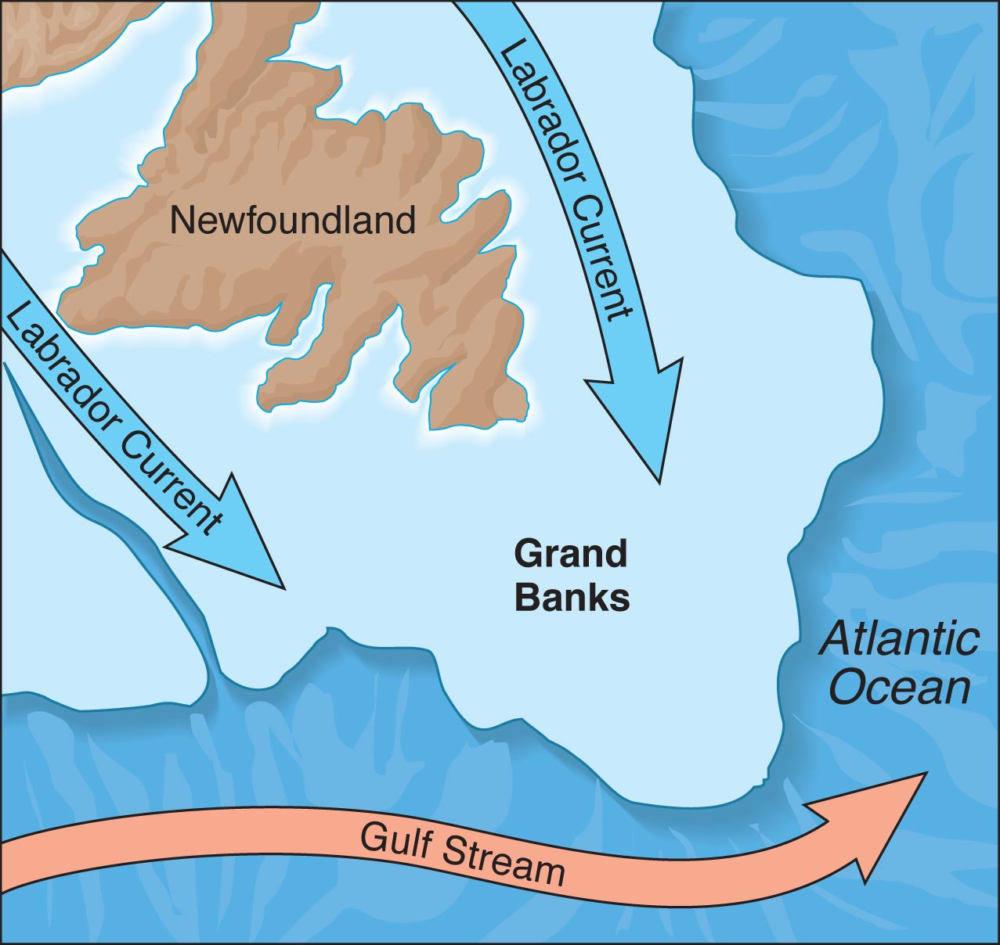 Labrador Current
Newfoundland
Labrador Current
Grand
Banks
Atlantic
Ocean
Gulf Stream